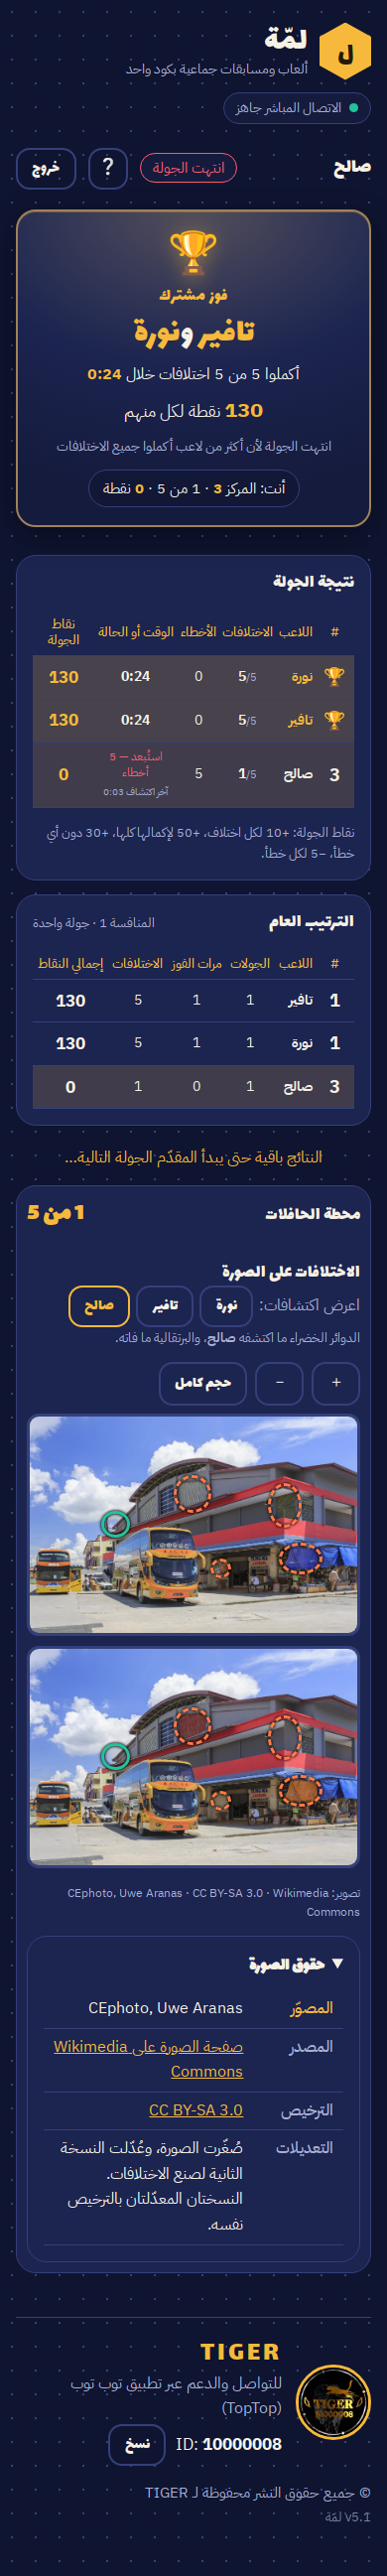 ل
لمّة
ألعاب ومسابقات جماعية بكود واحد
الاتصال المباشر جاهز
صالح
انتهت الجولة
?
خروج
فوز مشترك
تافير ونورة
أكملوا 5 من 5 اختلافات خلال 0:24
130 نقطة لكل منهم
انتهت الجولة لأن أكثر من لاعب أكملوا جميع الاختلافات
أنت: المركز 3 · 1 من 5 · 0 نقطة
نتيجة الجولة
# اللاعب الاختلافات الأخطاء الوقت أو الحالة نقاط الجولة
نورة 5/5 0 0:24 130
تافير 5/5 0 0:24 130
3 صالح 1/5 5 استُبعد — 5 أخطاء آخر اكتشاف 0:03 0
نقاط الجولة: +10 لكل اختلاف، +50 لإكمالها كلها، +30 دون أي
خطأ، −5 لكل خطأ.
الترتيب العام
المنافسة 1 · جولة واحدة
# اللاعب الجولات مرات الفوز الاختلافات إجمالي النقاط
1 تافير 1 1 5 130
1 نورة 1 1 5 130
3 صالح 1 0 1 0
النتائج باقية حتى يبدأ المقدّم الجولة التالية...
محطة الحافلات
1 من 5
الاختلافات على الصورة
اعرض اكتشافات: نورة تافير صالح
الدوائر الخضراء ما اكتشفه صالح، والبرتقالية ما فاته.
+ − حجم كامل
تصوير: CEphoto, Uwe Aranas · CC BY-SA 3.0 · Wikimedia
Commons
▼ حقوق الصورة
المصوّر CEphoto, Uwe Aranas
المصدر صفحة الصورة على Wikimedia
Commons
الترخيص CC BY-SA 3.0
التعديلات صُغّرت الصورة، وعُدّلت النسخة
الثانية لصنع الاختلافات.
النسختان المعدّلتان بالترخيص
نفسه.
TIGER
10000008
TIGER
للتواصل والدعم عبر تطبيق توب توب
(TopTop)
ID: 10000008 نسخ
© جميع حقوق النشر محفوظة لـ TIGER
لمّة v5.1